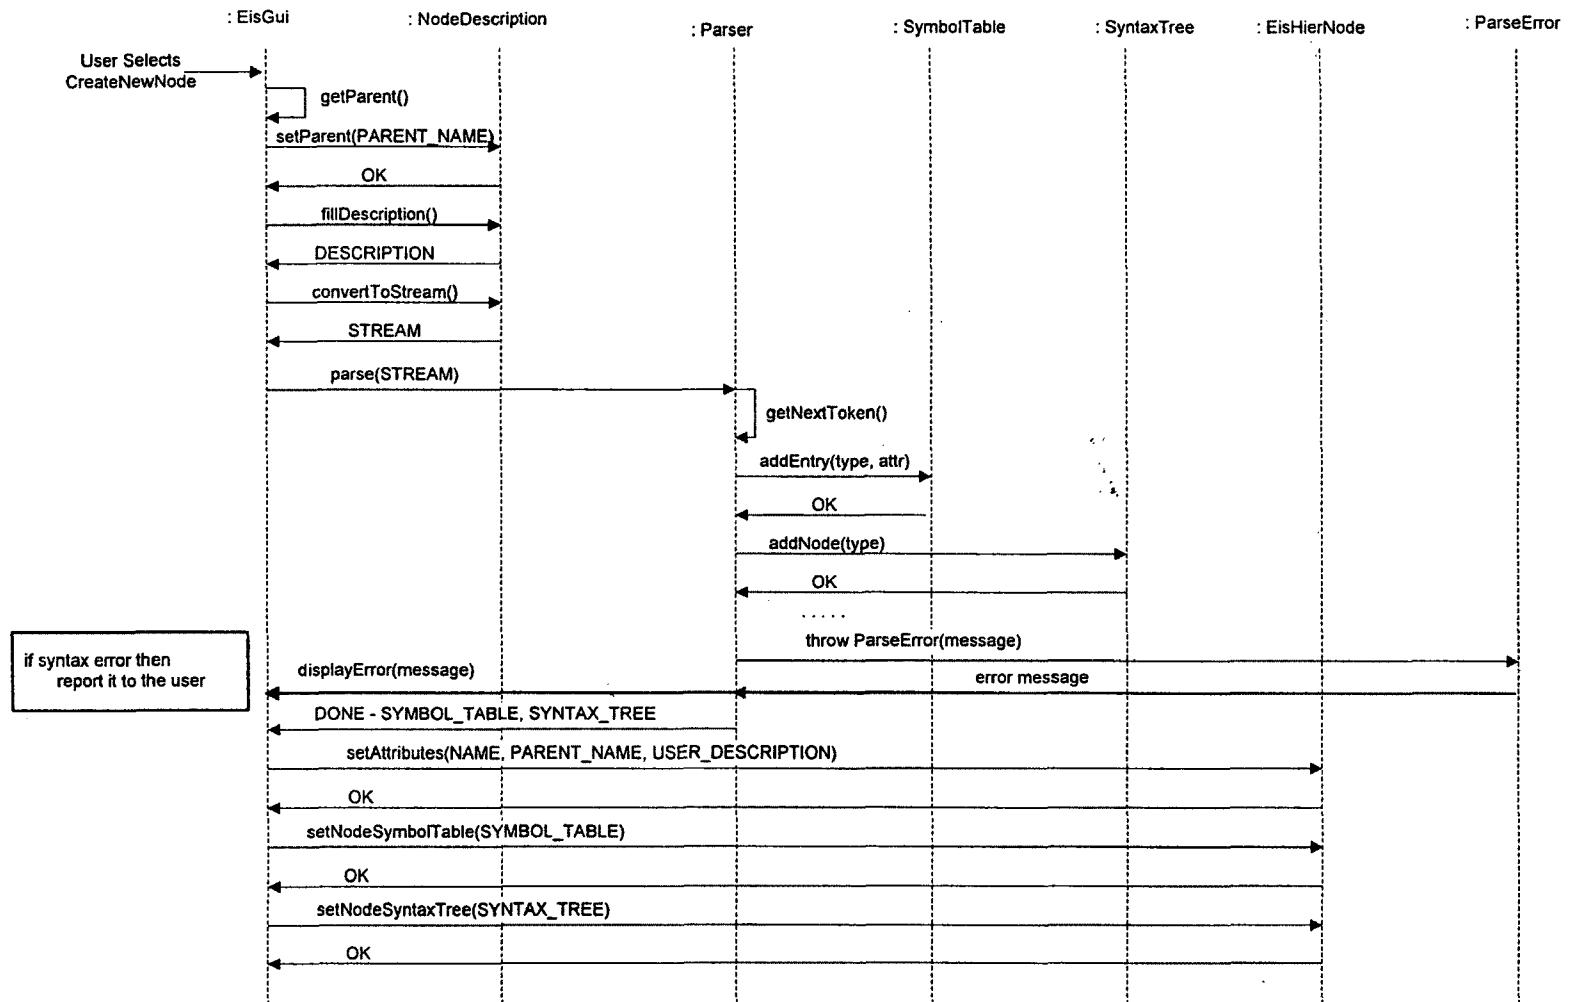 : EisGui
: NodeDescription
: Parser
: SymbolTable
: SyntaxTree
: EisHierNode
: ParseError
User Selects
CreateNewNode
getParent()
setParent(PARENT_NAME)
OK
fillDescription()
DESCRIPTION
convertToStream()
STREAM
parse(STREAM)
getNextToken()
addEntry(type, attr)
OK
addNode(type)
OK
. . . . .
throw ParseError(message)
if syntax error then
report it to the user
displayError(message)
error message
DONE - SYMBOL_TABLE, SYNTAX_TREE
setAttributes(NAME, PARENT_NAME, USER_DESCRIPTION)
OK
setNodeSymbolTable(SYMBOL_TABLE)
OK
setNodeSyntaxTree(SYNTAX_TREE)
OK